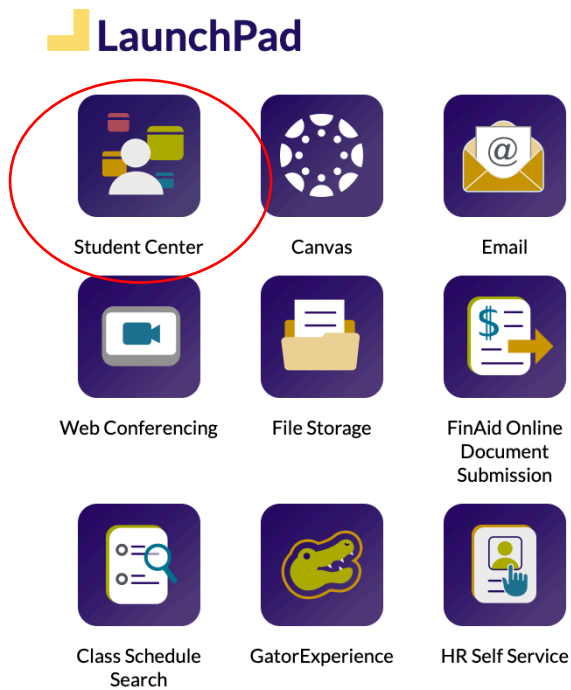 LaunchPad
@
Student Center
Canvas
Email
$
Web Conferencing
File Storage
FinAid Online
Document
Submission
Class Schedule
Search
GatorExperience
HR Self Service